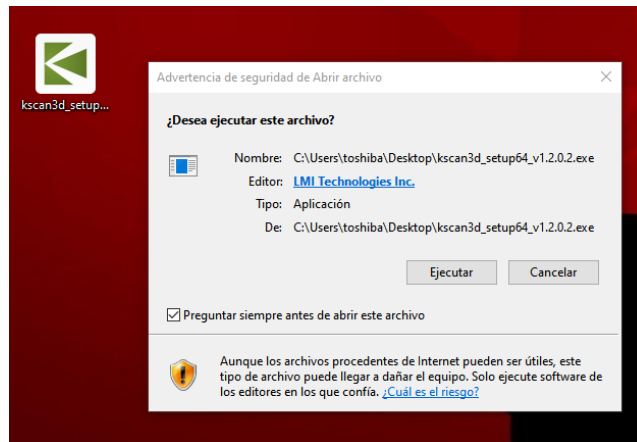 kscan3d_setup...
Advertencia de seguridad de Abrir archivo
¿Desea ejecutar este archivo?
Nombre: C:\Users\toshiba\Desktop\kscan3d_setup64_v1.2.0.2.exe
Editor: LMI Technologies Inc.
Tipo: Aplicación
De: C:\Users\toshiba\Desktop\kscan3d_setup64_v1.2.0.2.exe
Ejecutar Cancelar
Preguntar siempre antes de abrir este archivo
Aunque los archivos procedentes de Internet pueden ser útiles, este
tipo de archivo puede llegar a dañar el equipo. Solo ejecute software de
los editores en los que confía. ¿Cuál es el riesgo?